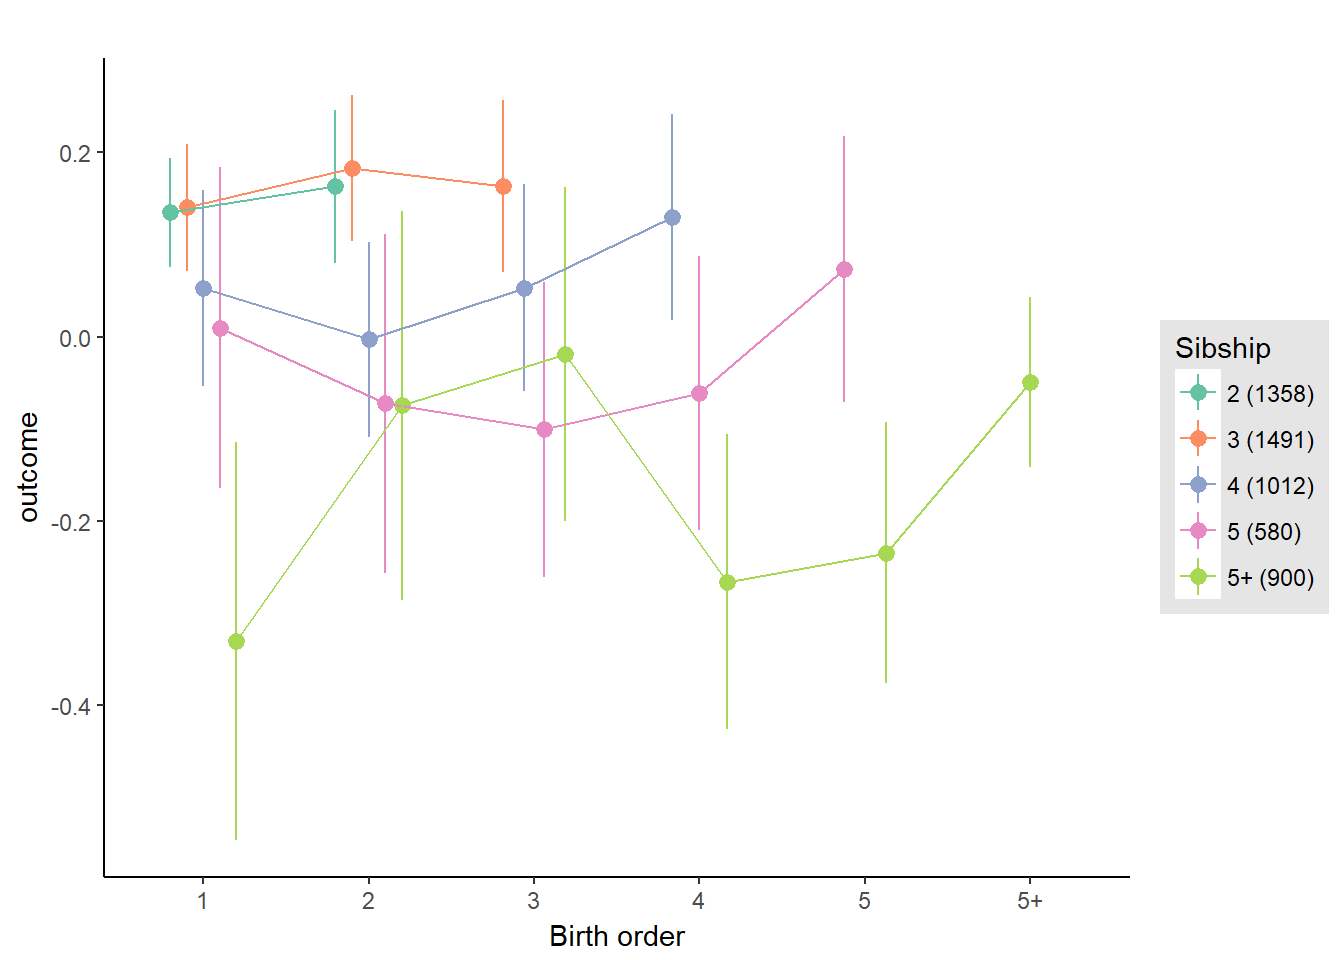 outcome
0.2
0.0
-0.2
-0.4
1 2 3 4 5 5+
Birth order
Sibship
2 (1358)
3 (1491)
4 (1012)
5 (580)
5+ (900)